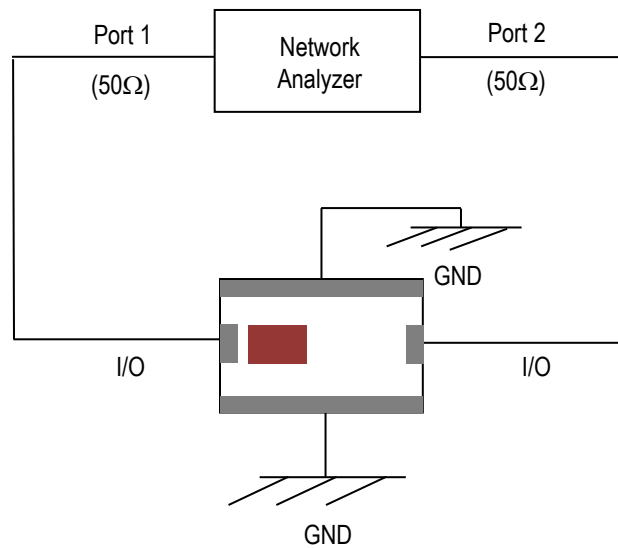 Port 1
Network
Analyzer
Port 2
(50Ω)
(50Ω)
GND
I/O
I/O
GND